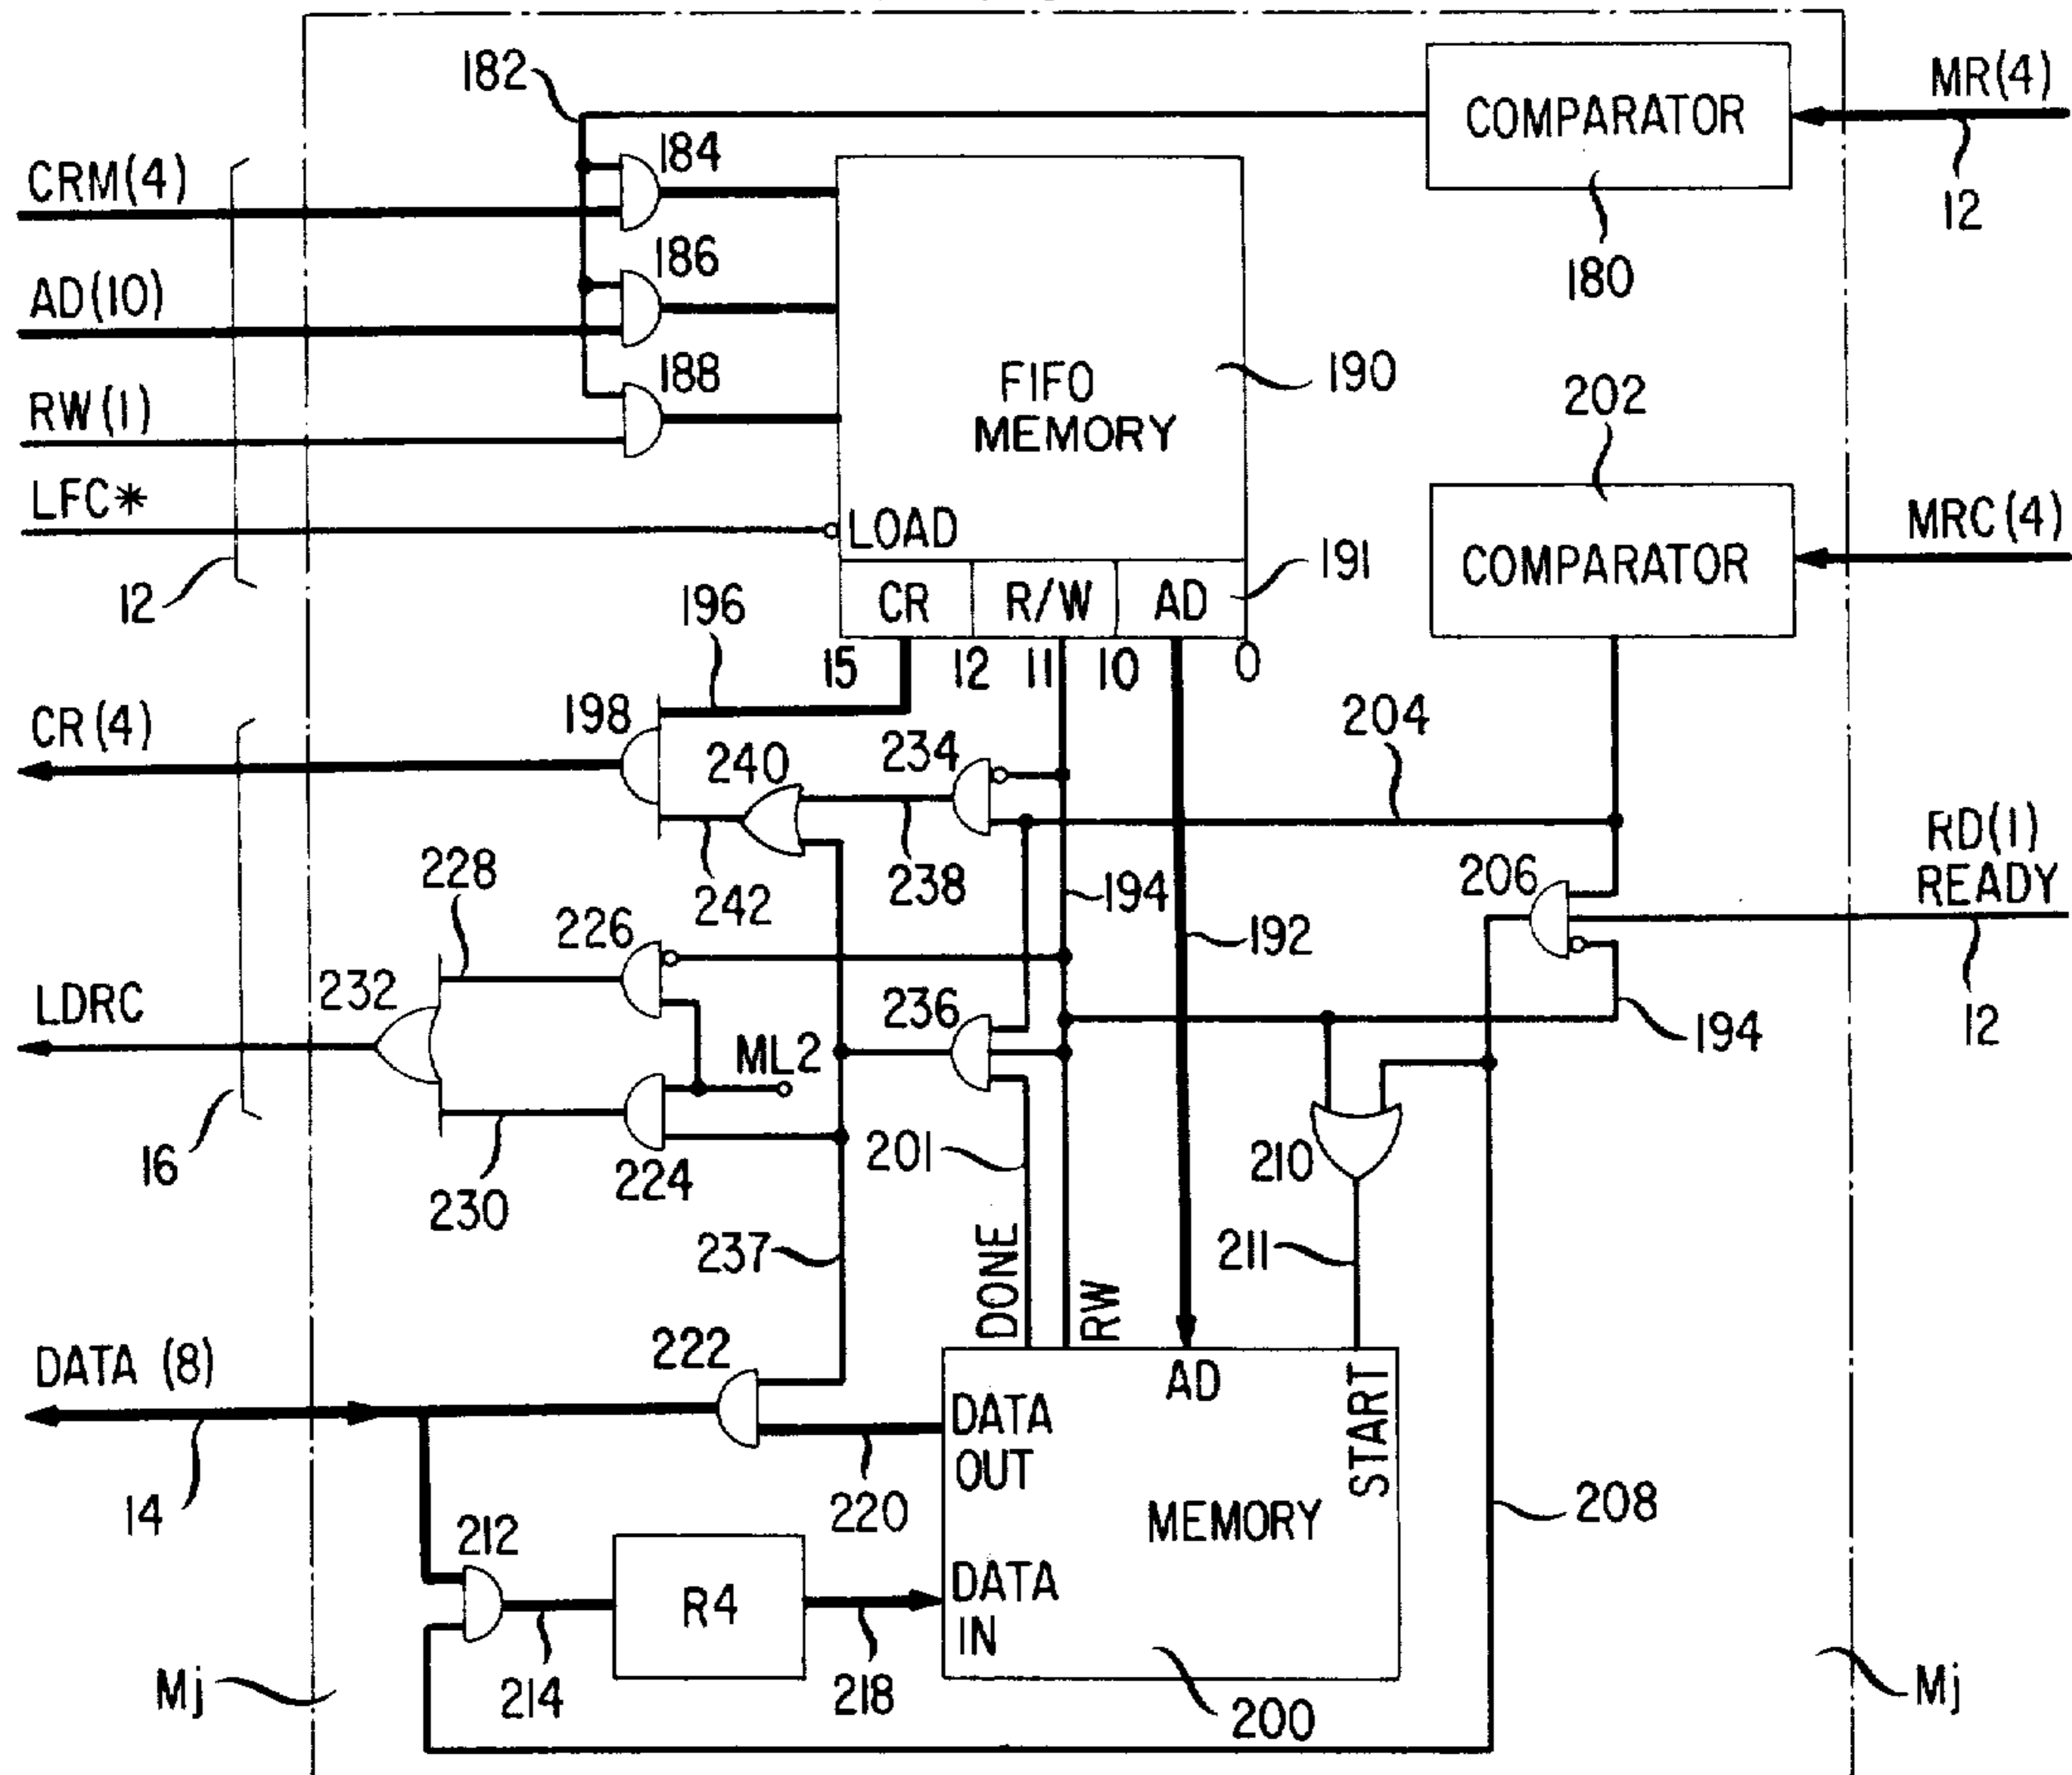 182
COMPARATOR
MR(4)
12
180
CRM(4)
184
AD(10)
186
RW(1)
188
LFC*
12
FIFO
MEMORY
190
LOAD
CR
R/W
AD
191
15
12
11
10
0
202
COMPARATOR
MRC(4)
196
CR(4)
198
240
234
204
238
242
194
192
206
RD(1)
READY
12
194
228
226
LDRC
232
236
ML2
16
230
224
201
210
211
237
DONE
RW
DATA (8)
14
222
220
DATA
OUT
AD
START
MEMORY
208
212
R4
DATA
IN
214
218
200
Mj
Mj